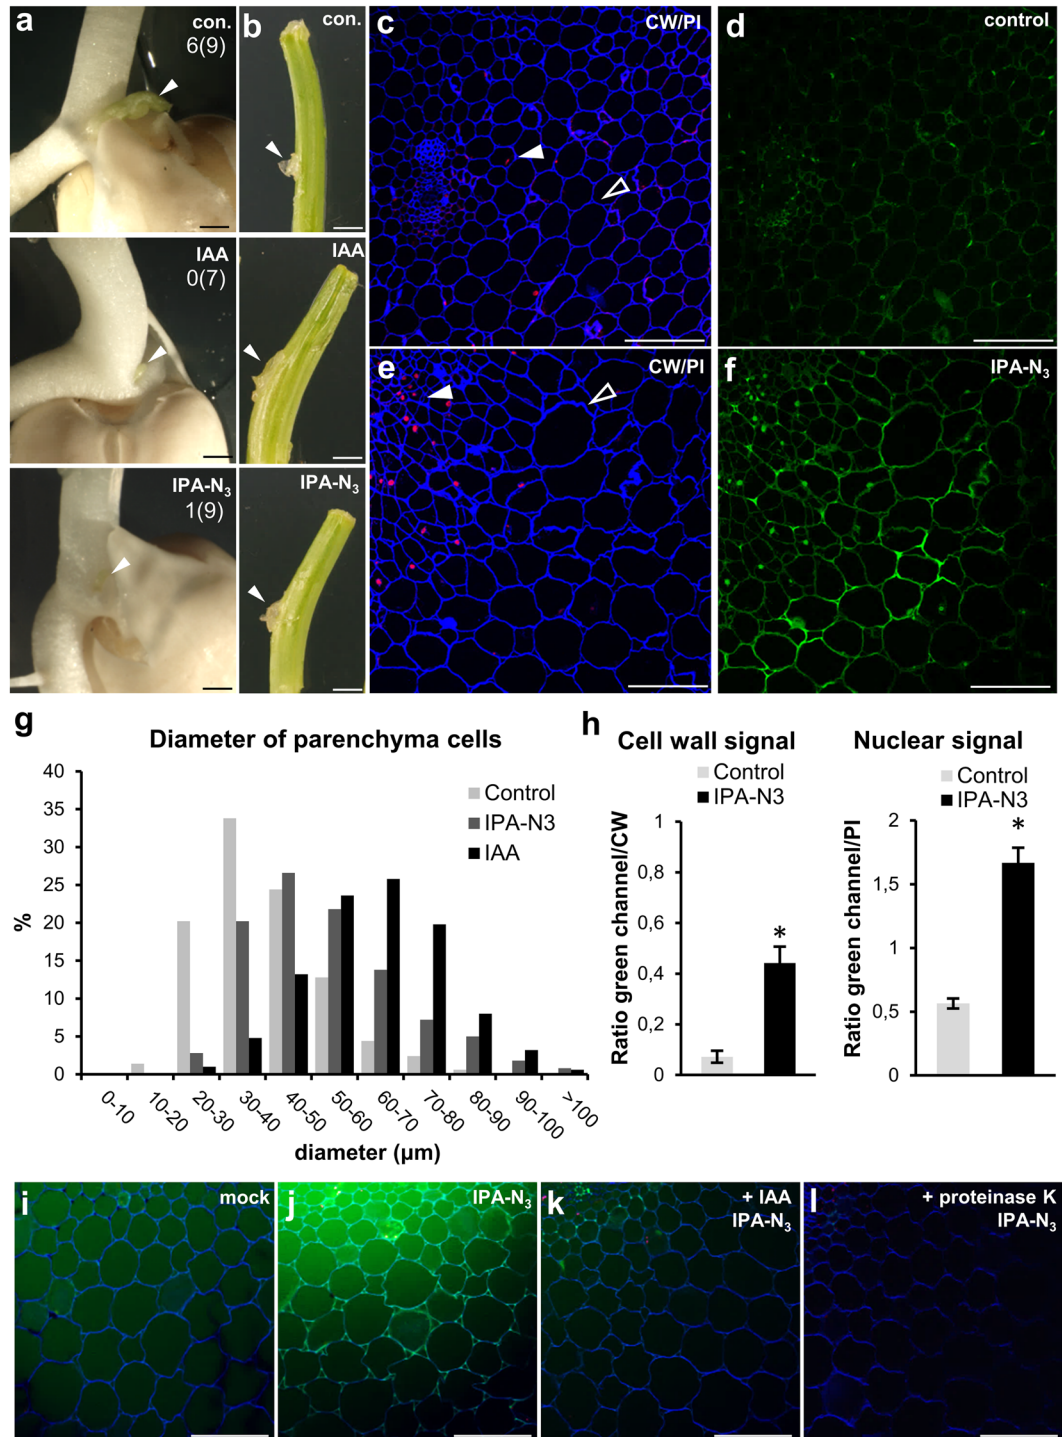 a
con.
6(9)
IAA
0(7)
IPA-N₃
1(9)
b
con.
IAA
IPA-N₃
c
CW/PI
d
control
e
CW/PI
f
IPA-N₃
g
Diameter of parenchyma cells
40
35
30
25
20
15
10
5
0
%
Control
IPA-N3
IAA
0-10
10-20
20-30
30-40
40-50
50-60
60-70
70-80
80-90
90-100
>100
diameter (µm)
h
Cell wall signal
Control
IPA-N3
1
0,8
0,6
0,4
0,2
0
Ratio green channel/CW
*
Nuclear signal
Control
IPA-N3
2
1,5
1
0,5
0
Ratio green channel/PI
*
i
mock
j
IPA-N₃
k
+ IAA
IPA-N₃
l
+ proteinase K
IPA-N₃